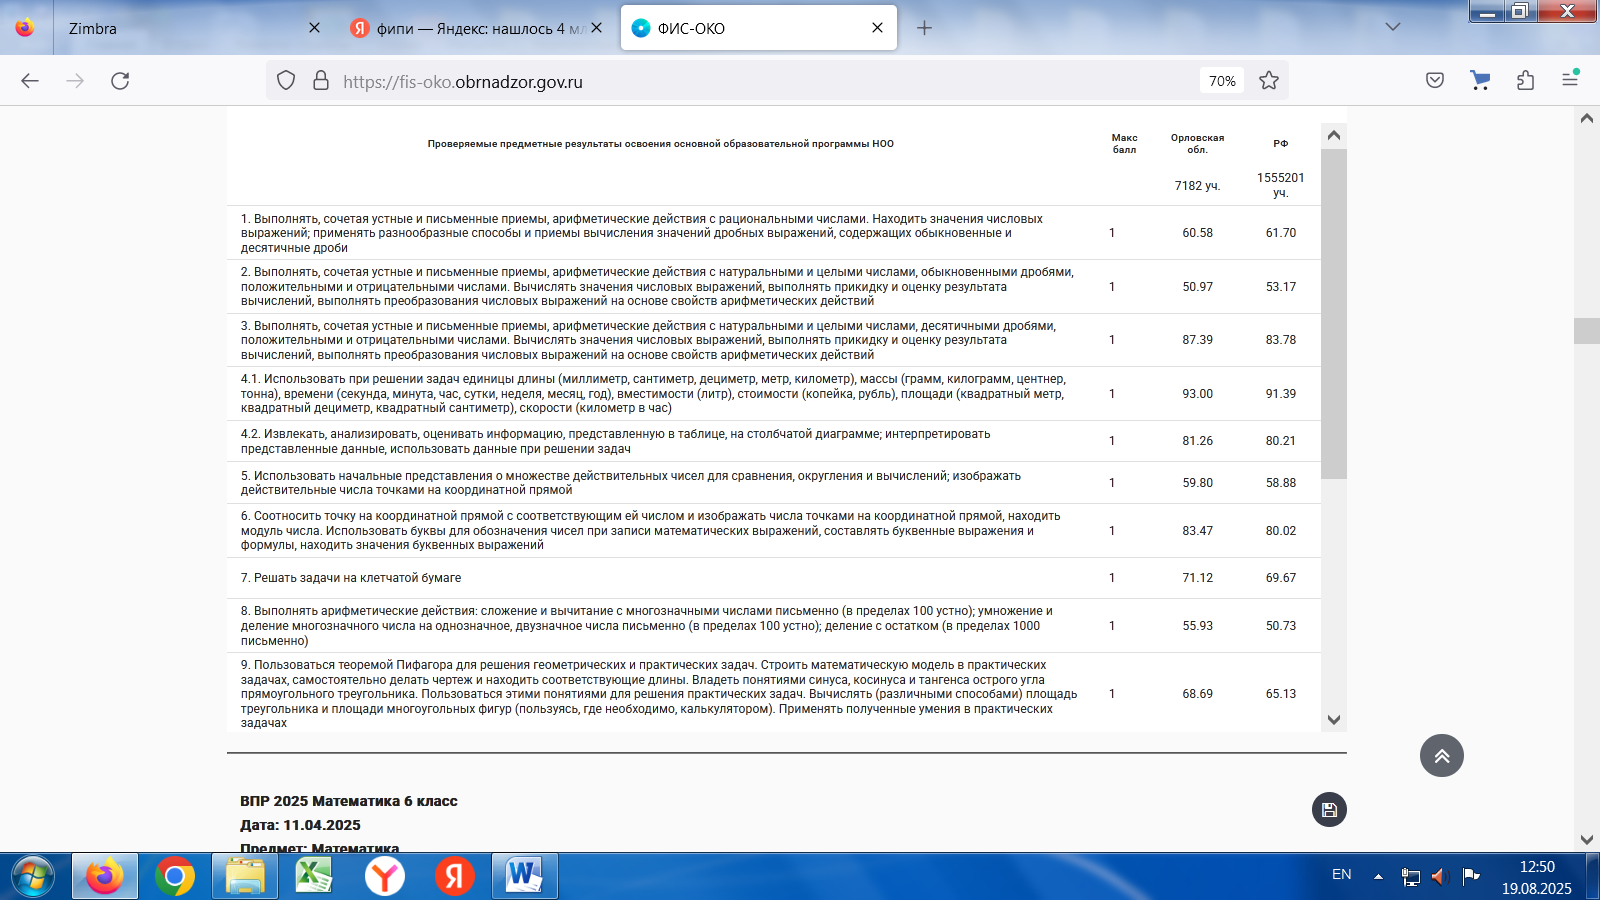 Zimbra
фипи — Яндекс: нашлось 4 мл
ФИС-ОКО
https://fis-oko.obrnadzor.gov.ru
70%
Проверяемые предметные результаты освоения основной образовательной программы НОО
Макс балл
Орловская обл.
РФ
7182 уч.
1555201 уч.
1. Выполнять, сочетая устные и письменные приемы, арифметические действия с рациональными числами. Находить значения числовых
выражений; применять разнообразные способы и приемы вычисления значений дробных выражений, содержащих обыкновенные и
десятичные дроби
1
60.58
61.70
2. Выполнять, сочетая устные и письменные приемы, арифметические действия с натуральными и целыми числами, обыкновенными дробями,
положительными и отрицательными числами. Вычислять значения числовых выражений, выполнять прикидку и оценку результата
вычислений, выполнять преобразования числовых выражений на основе свойств арифметических действий
1
50.97
53.17
3. Выполнять, сочетая устные и письменные приемы, арифметические действия с натуральными и целыми числами, десятичными дробями,
положительными и отрицательными числами. Вычислять значения числовых выражений, выполнять прикидку и оценку результата
вычислений, выполнять преобразования числовых выражений на основе свойств арифметических действий
1
87.39
83.78
4.1. Использовать при решении задач единицы длины (миллиметр, сантиметр, дециметр, метр, километр), массы (грамм, килограмм, центнер,
тонна), времени (секунда, минута, час, сутки, неделя, месяц, год), вместимости (литр), стоимости (копейка, рубль), площади (квадратный метр,
квадратный дециметр, квадратный сантиметр), скорости (километр в час)
1
93.00
91.39
4.2. Извлекать, анализировать, оценивать информацию, представленную в таблице, на столбчатой диаграмме; интерпретировать
представленные данные, использовать данные при решении задач
1
81.26
80.21
5. Использовать начальные представления о множестве действительных чисел для сравнения, округления и вычислений; изображать
действительные числа точками на координатной прямой
1
59.80
58.88
6. Соотносить точку на координатной прямой с соответствующим ей числом и изображать числа точками на координатной прямой, находить
модуль числа. Использовать буквы для обозначения чисел при записи математических выражений, составлять буквенные выражения и
формулы, находить значения буквенных выражений
1
83.47
80.02
7. Решать задачи на клетчатой бумаге
1
71.12
69.67
8. Выполнять арифметические действия: сложение и вычитание с многозначными числами письменно (в пределах 100 устно); умножение и
деление многозначного числа на однозначное, двузначное числа письменно (в пределах 100 устно); деление с остатком (в пределах 1000
письменно)
1
55.93
50.73
9. Пользоваться теоремой Пифагора для решения геометрических и практических задач. Строить математическую модель в практических
задачах, самостоятельно делать чертеж и находить соответствующие длины. Владеть понятиями синуса, косинуса и тангенса острого угла
прямоугольного треугольника. Пользоваться этими понятиями для решения практических задач. Вычислять (различными способами) площадь
треугольника и площади многоугольных фигур (пользуясь, где необходимо, калькулятором). Применять полученные умения в практических
задачах
1
68.69
65.13
ВПР 2025 Математика 6 класс
Дата: 11.04.2025
Предмет: Математика
EN
12:50
19.08.2025